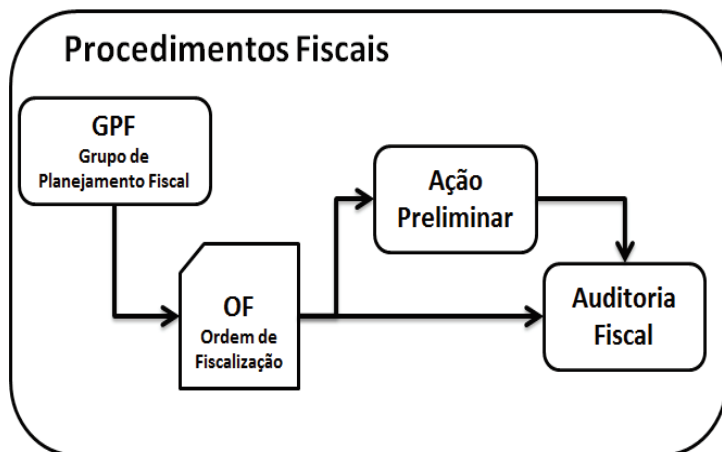 Procedimentos Fiscais
GPF
Grupo de
Planejamento Fiscal
Ação
Preliminar
OF
Ordem de
Fiscalização
Auditoria
Fiscal